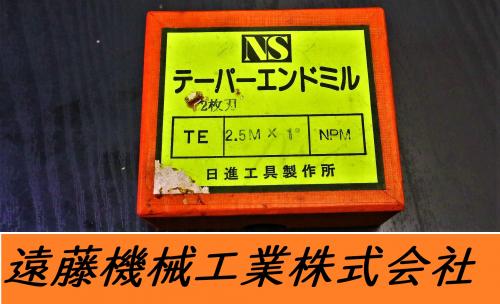 NS
テーパーエンドミル
2枚刃
TE 2.5M × 1° NPM
日進工具製作所
遠藤機械工業株式会社